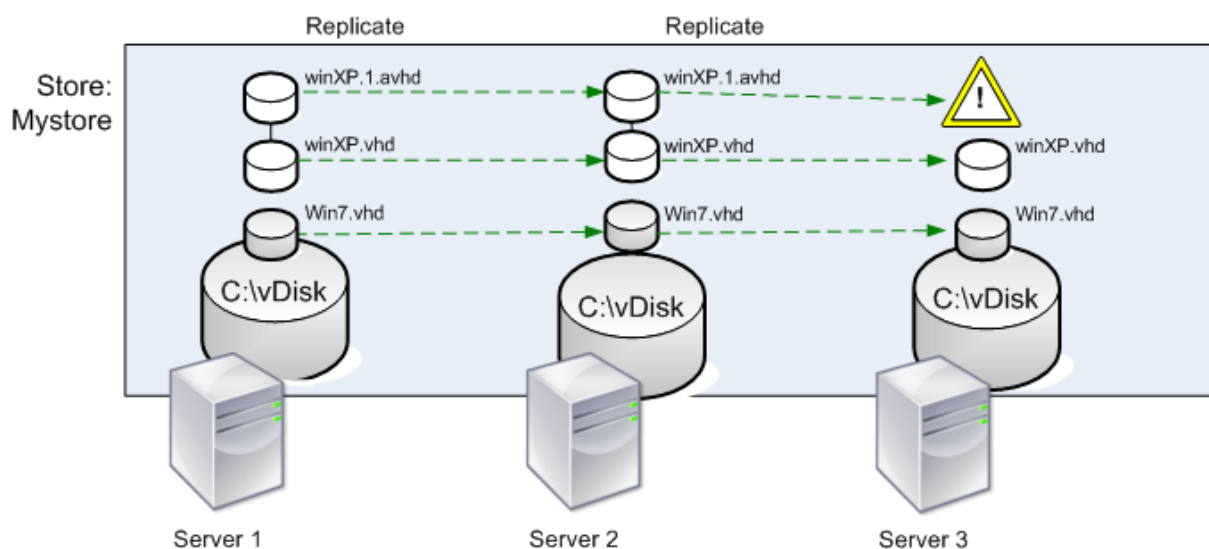 Replicate
Replicate
Store:
Mystore
winXP.1.avhd
winXP.1.avhd
!
winXP.vhd
winXP.vhd
winXP.vhd
Win7.vhd
Win7.vhd
Win7.vhd
C:\vDisk
C:\vDisk
C:\vDisk
Server 1
Server 2
Server 3